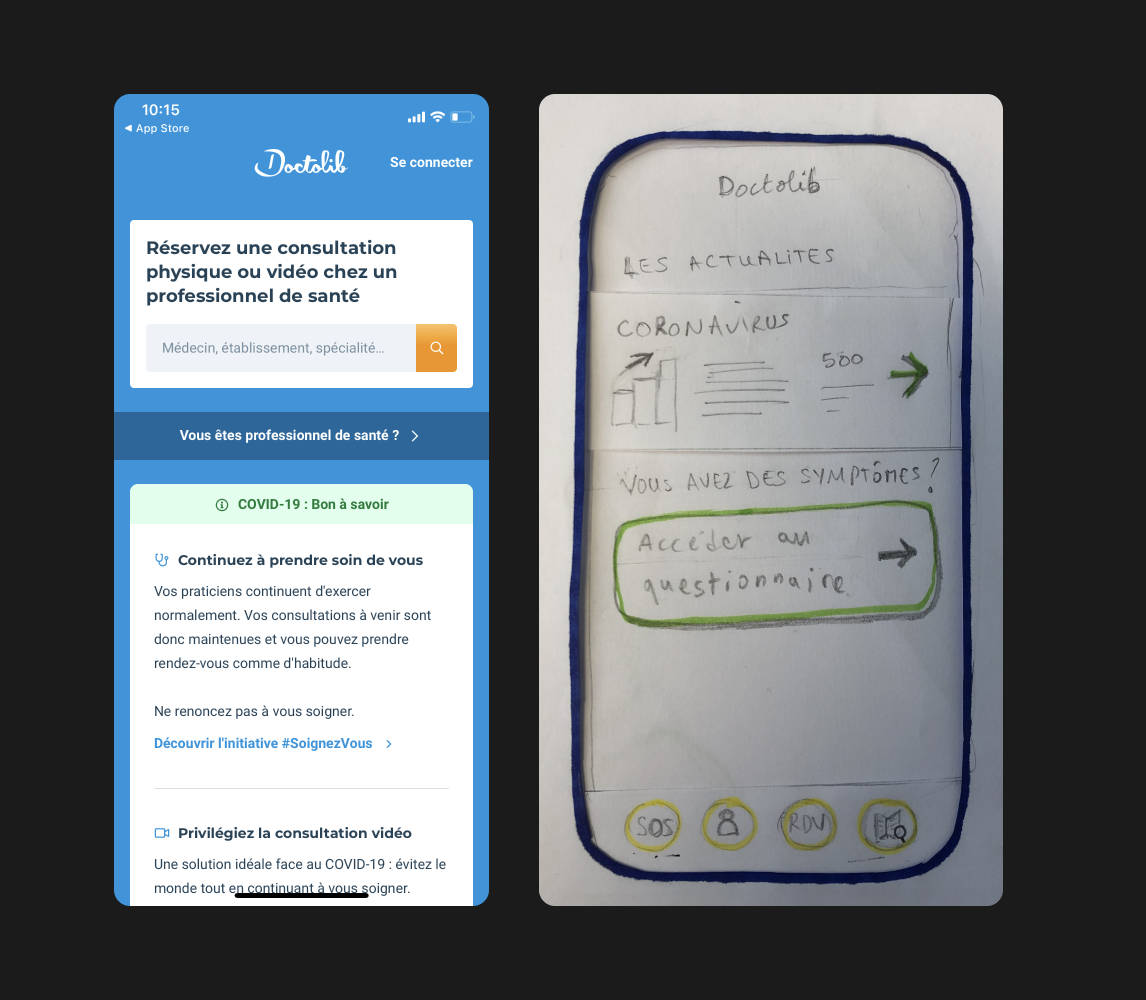 10:15
App Store
Doctolib
Se connecter
Réservez une consultation
physique ou vidéo chez un
professionnel de santé
Médecin, établissement, spécialité...
Vous êtes professionnel de santé ?
COVID-19 : Bon à savoir
Continuez à prendre soin de vous
Vos praticiens continuent d'exercer
normalement. Vos consultations à venir sont
donc maintenues et vous pouvez prendre
rendez-vous comme d'habitude.
Ne renoncez pas à vous soigner.
Découvrir l'initiative #SoignezVous
Privilégiez la consultation vidéo
Une solution idéale face au COVID-19 : évitez le
monde tout en continuant à vous soigner.
Doctolib
LES ACTUALITES
CORONAVIRUS
500
VOUS AVEZ DES SYMPTÔMES ?
Accéder au
questionnaire
SOS
RDV